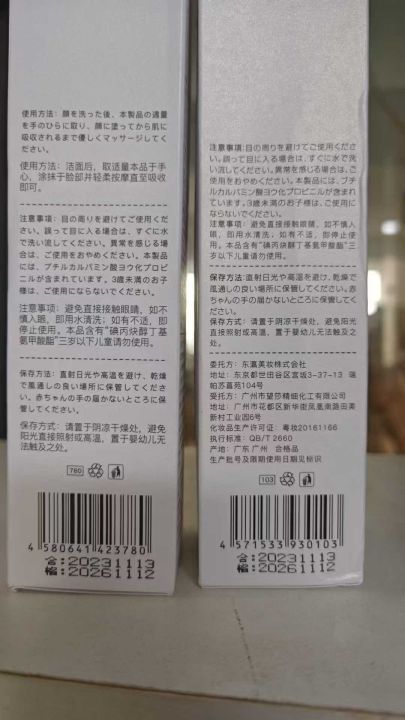 使用方法: 顔を洗った後、本製品の適量
を手のひらに取り、顔に塗ってから肌に
吸収されるまで優しくマッサージしてく
ださい。
使用方法: 洁面后，取适量本品于手
心，涂抹于脸部并轻柔按摩直至吸收
即可。
注意事項: 目の周りを避けてご使用くだ
さい。誤って目に入る場合は、すぐに水
で洗い流してください。異常を感じる場
合は、ご使用をおやめください。本製品
には、ブチルカルバミン酸ヨウ化プロピ
ニルが含まれています。3歳未満のお子
様は、ご使用にならないでください。
注意事项: 避免直接接触眼睛，如不
慎入眼，即用水清洗；如有不适，即
停止使用。本品含有“碘丙炔醇丁基
氨甲酸酯”三岁以下儿童请勿使用。
保存方法: 直射日光や高温を避け、乾燥
で風通しの良い場所に保管してくださ
い。赤ちゃんの手の届かないところに保
管してください。
保存方式: 请置于阴凉干燥处，避免
阳光直接照射或高温，置于婴幼儿无
法触及之处。
780
4 580641 423780
合: 20231113
格: 20261112
注意事項: 目の周りを避けてご使用くださ
い。誤って目に入る場合は、すぐに水で洗
い流してください。異常を感じる場合は、ご
使用をおやめください。本製品には、ブチ
ルカルバミン酸ヨウ化プロピニルが含まれ
ています。3歳未満のお子様は、ご使用に
ならないでください。
注意事项: 避免直接接触眼睛，如不慎入
眼，即用水清洗；如有不适，即停止使
用。本品含有“碘丙炔醇丁基氨甲酸酯”三
岁以下儿童请勿使用。
保存方法: 直射日光や高温を避け、乾燥で
風通しの良い場所に保管してください。赤
ちゃんの手の届かないところに保管してく
ださい。
保存方式: 请置于阴凉干燥处，避免阳光
直接照射或高温，置于婴幼儿无法触及之
处。
委托方: 东瀛美妆株式会社
地址: 东京都世田谷区宫坂3-37-13 瑞
帕苏喜苑104号
受托方: 广州市望莎精细化工有限公司
地址: 广州市花都区新华街凤凰南路田美
新村工业园6号
化妆品生产许可证: 粤妆20161166
执行标准: QB/T 2660
产地: 广东 广州 合格品
生产批号及限期使用日期见标识
103
4 571533 930103
合: 20231113
格: 20261112